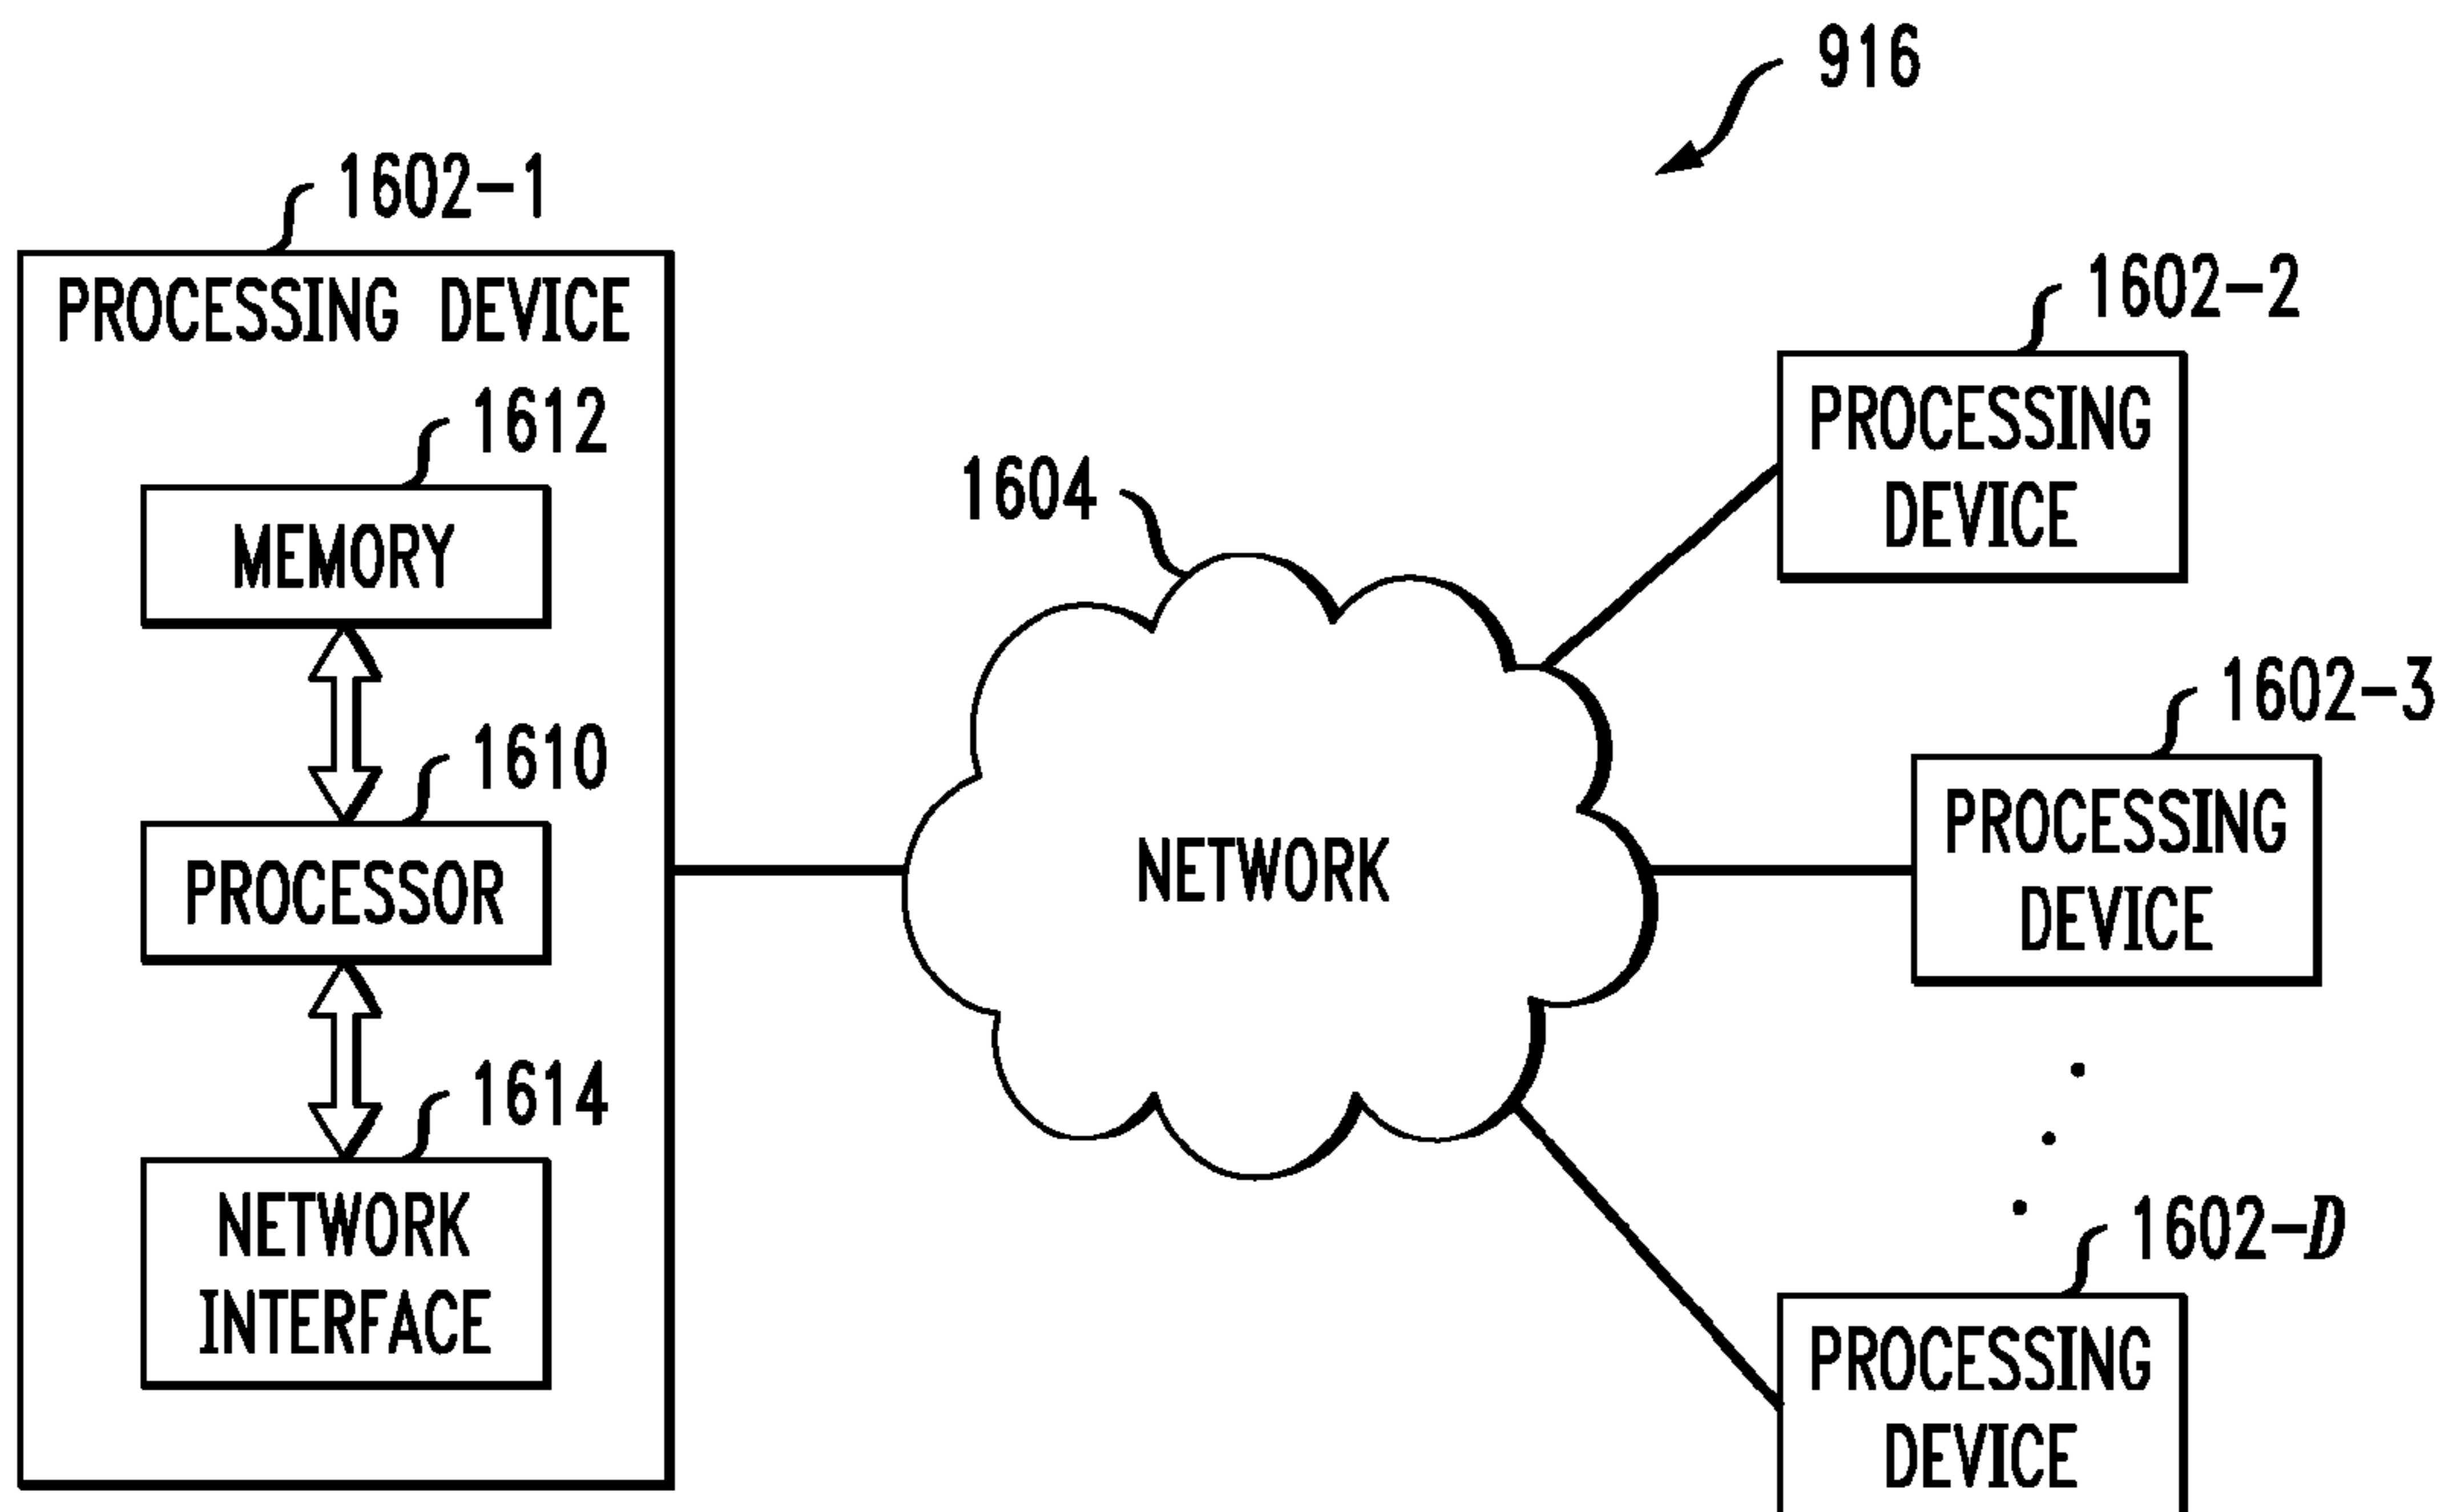 916
1602-1
PROCESSING DEVICE
1612
MEMORY
1610
PROCESSOR
1614
NETWORK
INTERFACE
1604
NETWORK
1602-2
PROCESSING
DEVICE
1602-3
PROCESSING
DEVICE
1602-D
PROCESSING
DEVICE